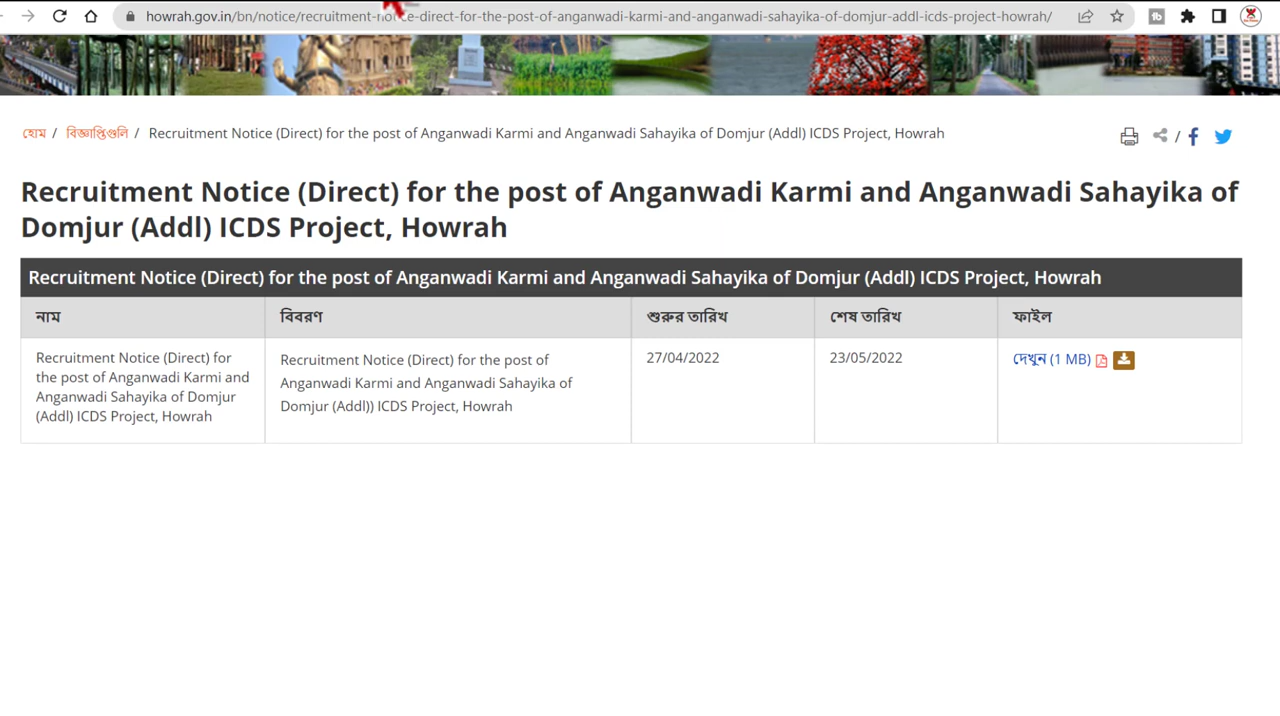 howrah.gov.in/bn/notice/recruitment-notice-direct-for-the-post-of-anganwadi-karmi-and-anganwadi-sahayika-of-domjur-addl-icds-project-howrah/
হোম / বিজ্ঞপ্তিগুলি / Recruitment Notice (Direct) for the post of Anganwadi Karmi and Anganwadi Sahayika of Domjur (Addl) ICDS Project, Howrah
Recruitment Notice (Direct) for the post of Anganwadi Karmi and Anganwadi Sahayika of
Domjur (Addl) ICDS Project, Howrah
Recruitment Notice (Direct) for the post of Anganwadi Karmi and Anganwadi Sahayika of Domjur (Addl) ICDS Project, Howrah
নাম বিবরণ শুরুর তারিখ শেষ তারিখ ফাইল
Recruitment Notice (Direct) for
the post of Anganwadi Karmi and
Anganwadi Sahayika of Domjur
(Addl) ICDS Project, Howrah
Recruitment Notice (Direct) for the post of
Anganwadi Karmi and Anganwadi Sahayika of
Domjur (Addl)) ICDS Project, Howrah
27/04/2022
23/05/2022
দেখুন (1 MB)